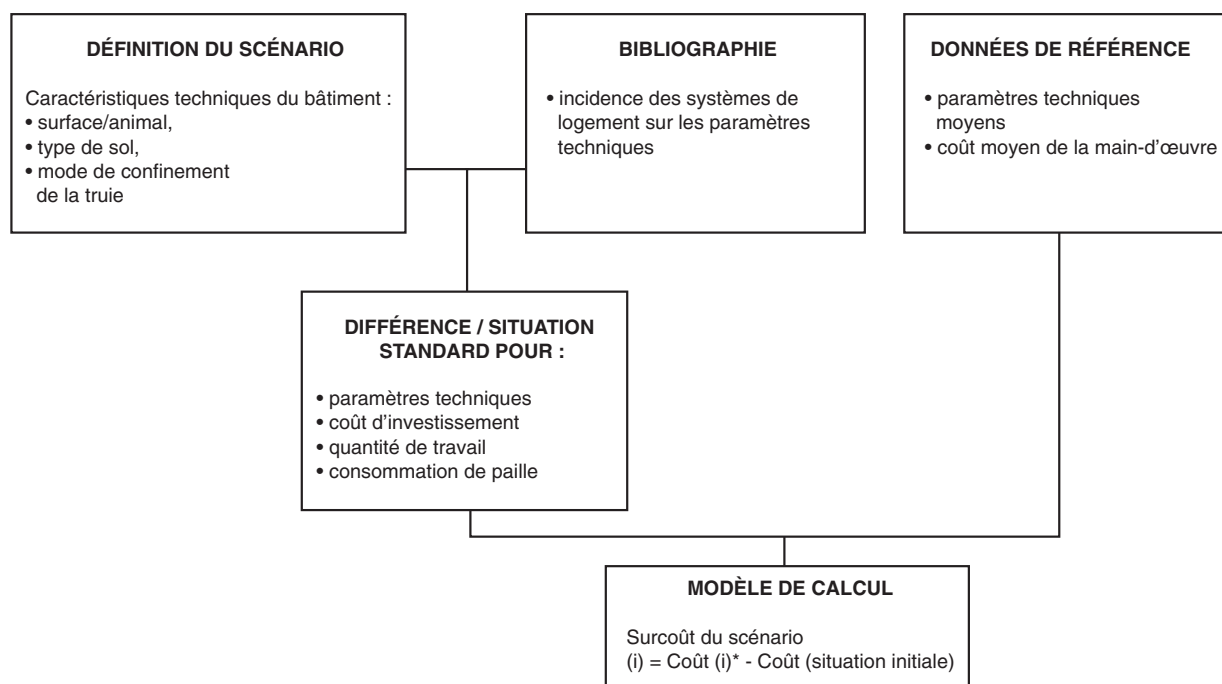 DÉFINITION DU SCÉNARIO
Caractéristiques techniques du bâtiment :
• surface/animal,
• type de sol,
• mode de confinement
de la truie
BIBLIOGRAPHIE
• incidence des systèmes de
logement sur les paramètres
techniques
DONNÉES DE RÉFÉRENCE
• paramètres techniques
moyens
• coût moyen de la main-d'œuvre
DIFFÉRENCE / SITUATION
STANDARD POUR :
• paramètres techniques
• coût d’investissement
• quantité de travail
• consommation de paille
MODÈLE DE CALCUL
Surcoût du scénario
(i) = Coût (i)* - Coût (situation initiale)